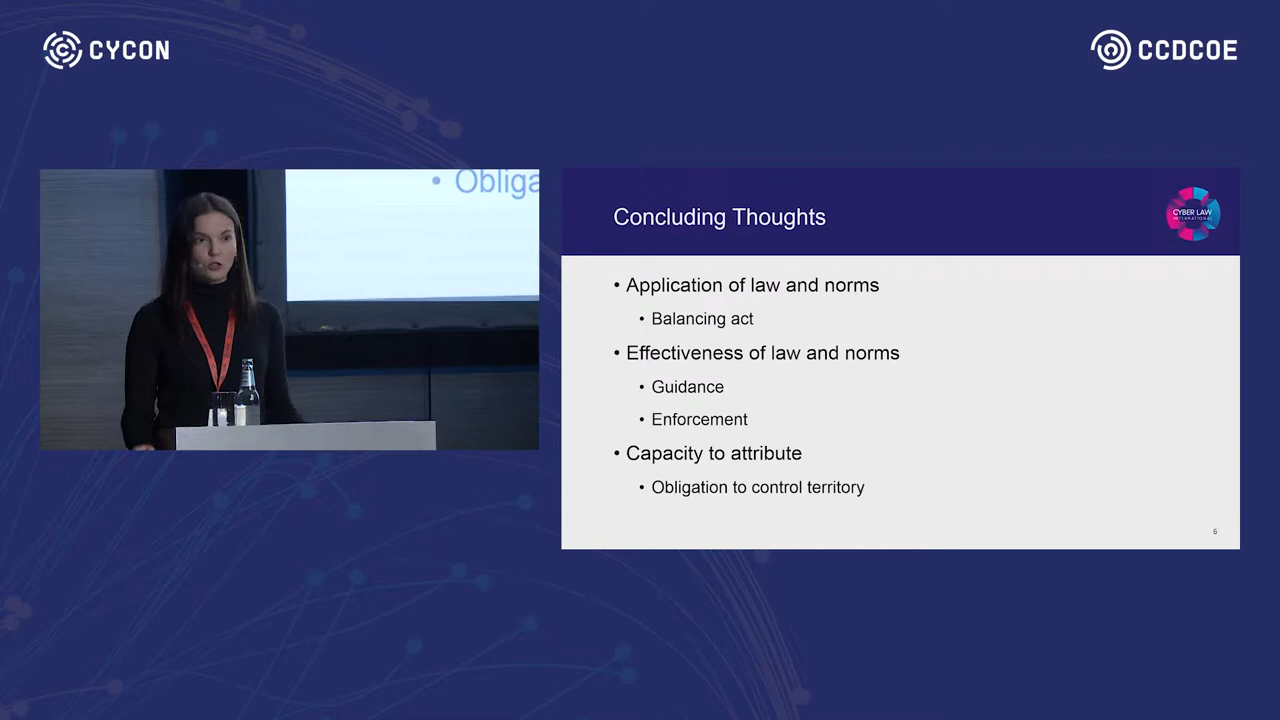 CYCON
CCDCOE
• Obliga
Concluding Thoughts
CYBER LAW
INTERNATIONAL
• Application of law and norms
• Balancing act
• Effectiveness of law and norms
• Guidance
• Enforcement
• Capacity to attribute
• Obligation to control territory
6